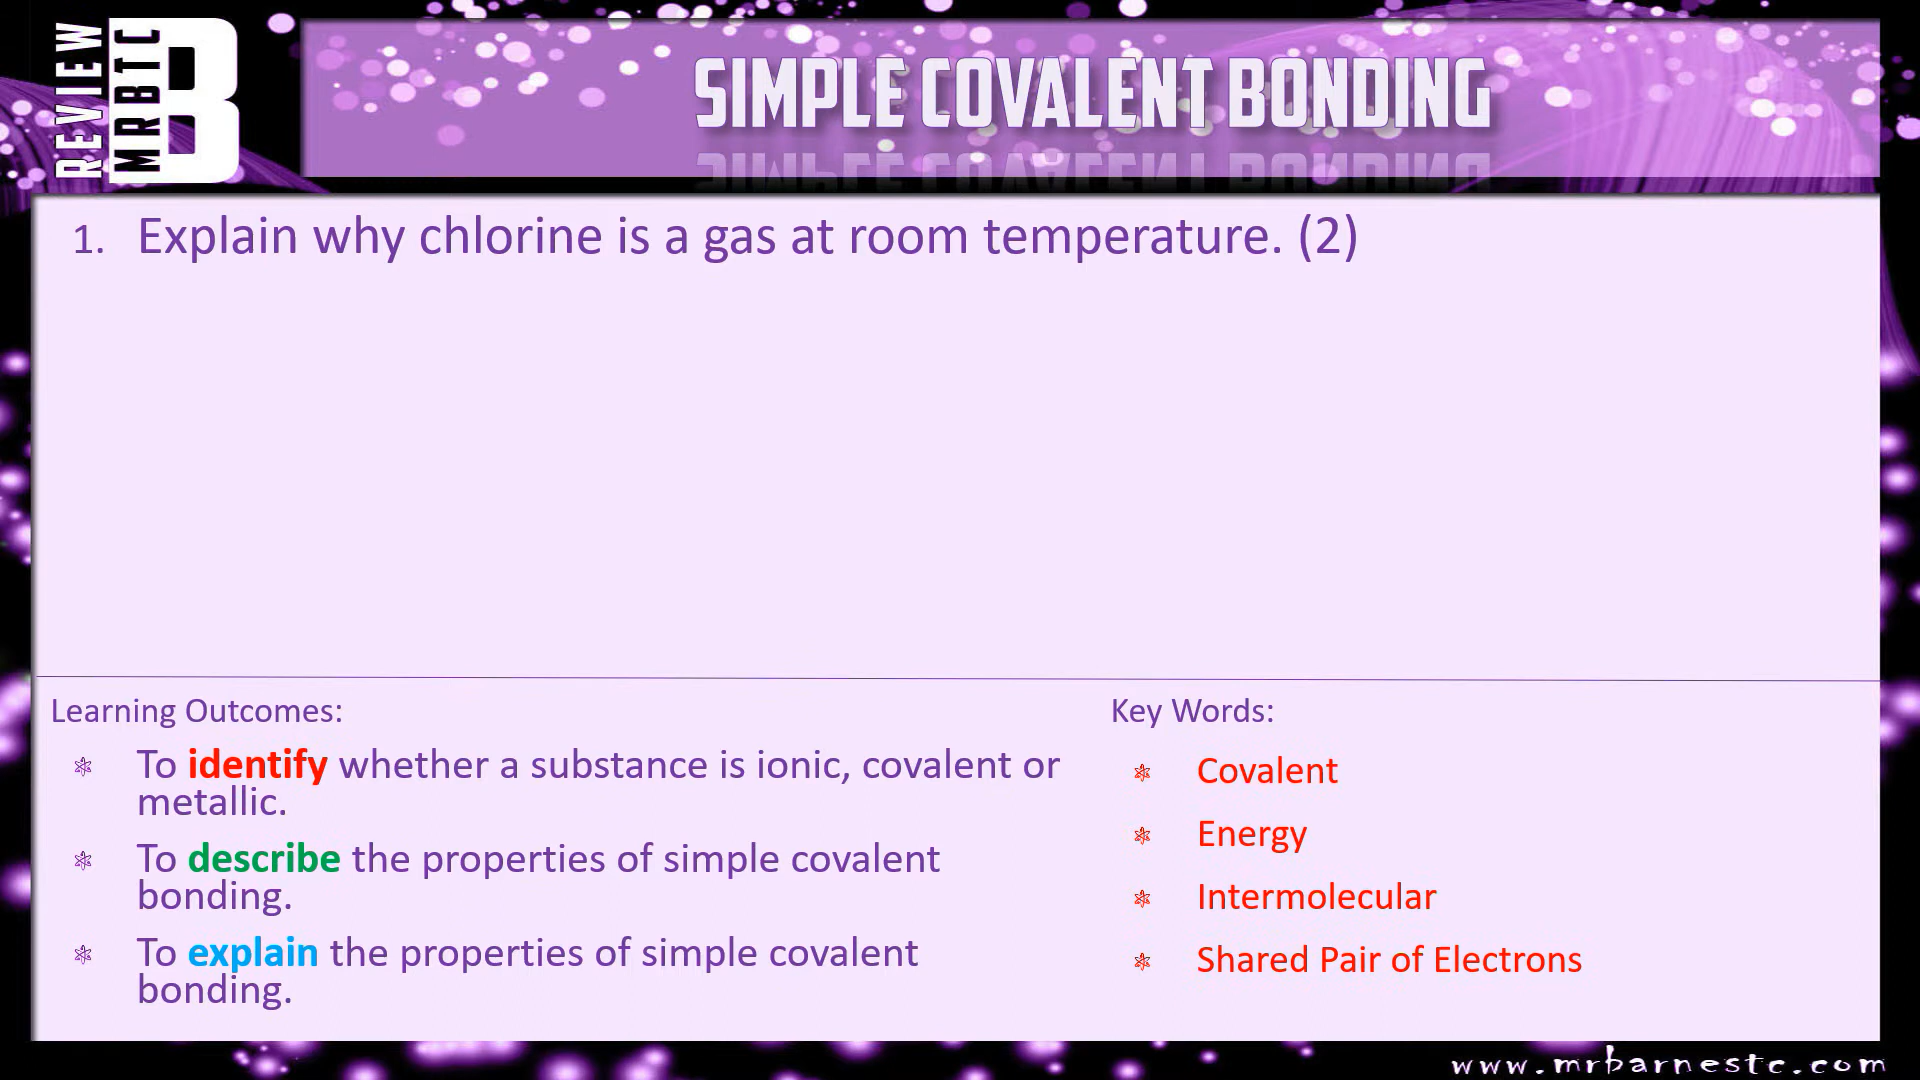 REVIEW
MRBTC
B
SIMPLE COVALENT BONDING
1. Explain why chlorine is a gas at room temperature. (2)
Learning Outcomes:
To identify whether a substance is ionic, covalent or
metallic.
To describe the properties of simple covalent
bonding.
To explain the properties of simple covalent
bonding.
Key Words:
Covalent
Energy
Intermolecular
Shared Pair of Electrons
www.mrbarnestc.com